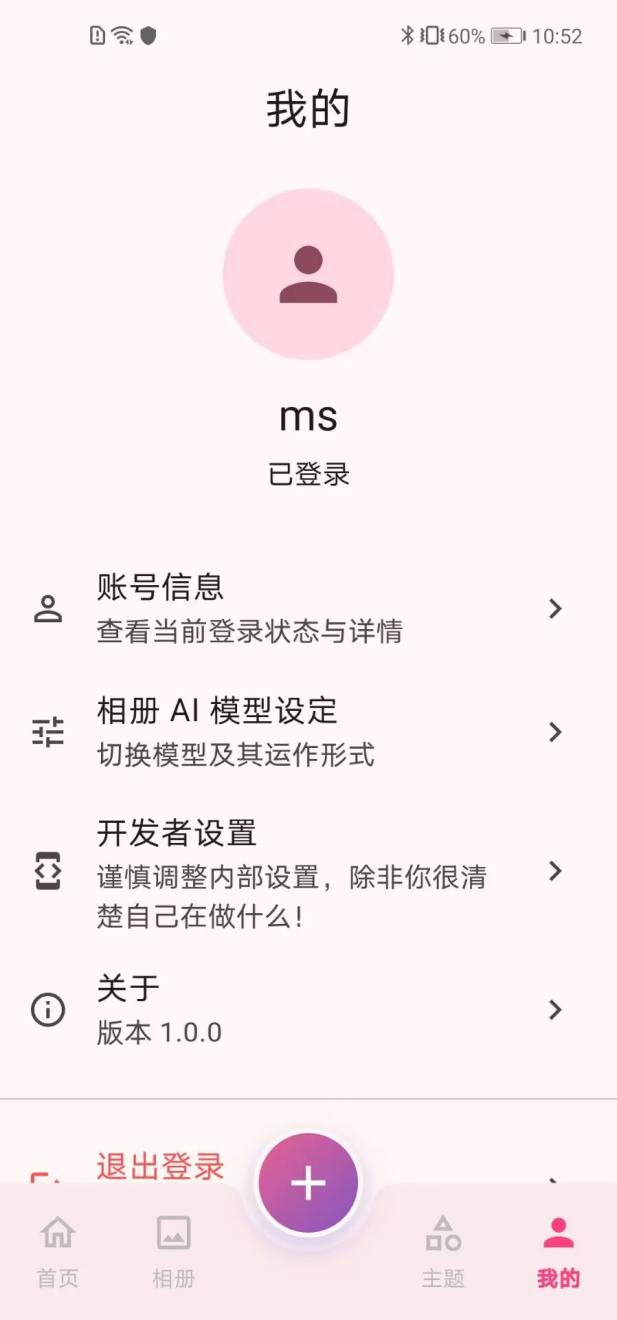 60% 10:52
我的
ms
已登录
账号信息
查看当前登录状态与详情
相册 AI 模型设定
切换模型及其运作形式
开发者设置
谨慎调整内部设置，除非你很清
楚自己在做什么！
关于
版本 1.0.0
退出登录
首页
相册
主题
我的